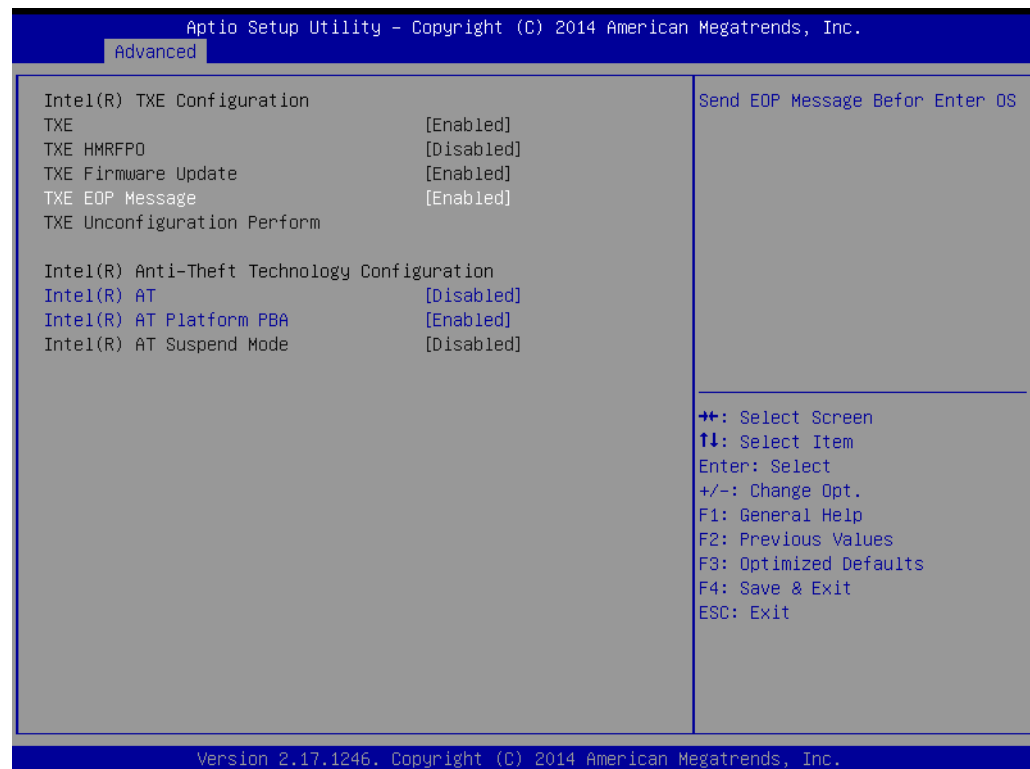 Aptio Setup Utility – Copyright (C) 2014 American Megatrends, Inc.
Advanced
Intel(R) TXE Configuration
TXE [Enabled]
TXE HMRFPO [Disabled]
TXE Firmware Update [Enabled]
TXE EOP Message [Enabled]
TXE Unconfiguration Perform
Intel(R) Anti-Theft Technology Configuration
Intel(R) AT [Disabled]
Intel(R) AT Platform PBA [Enabled]
Intel(R) AT Suspend Mode [Disabled]
Send EOP Message Befor Enter OS
→←: Select Screen
↑↓: Select Item
Enter: Select
+/-: Change Opt.
F1: General Help
F2: Previous Values
F3: Optimized Defaults
F4: Save & Exit
ESC: Exit
Version 2.17.1246. Copyright (C) 2014 American Megatrends, Inc.